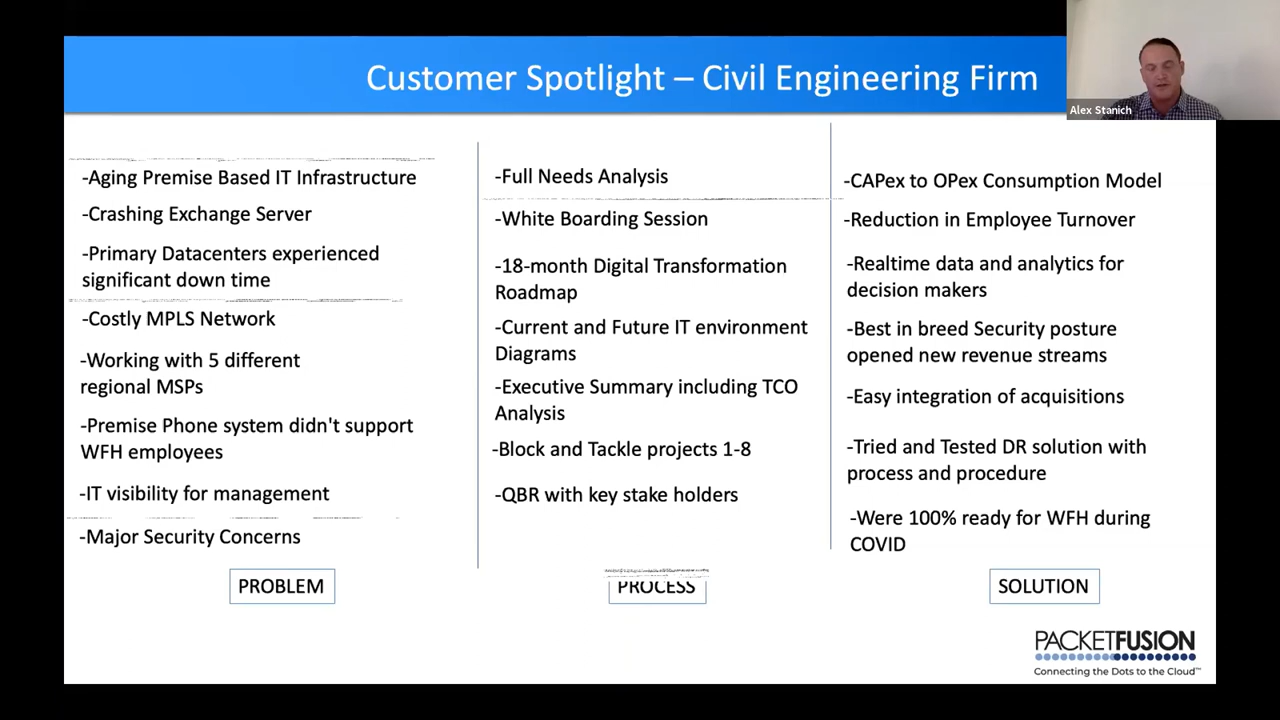 Customer Spotlight – Civil Engineering Firm
Alex Stanich
-Aging Premise Based IT Infrastructure
-Crashing Exchange Server
-Primary Datacenters experienced
significant down time
-Costly MPLS Network
-Working with 5 different
regional MSPs
-Premise Phone system didn't support
WFH employees
-IT visibility for management
-Major Security Concerns
PROBLEM
-Full Needs Analysis
-White Boarding Session
-18-month Digital Transformation
Roadmap
-Current and Future IT environment
Diagrams
-Executive Summary including TCO
Analysis
-Block and Tackle projects 1-8
-QBR with key stake holders
PROCESS
-CAPex to OPex Consumption Model
-Reduction in Employee Turnover
-Realtime data and analytics for
decision makers
-Best in breed Security posture
opened new revenue streams
-Easy integration of acquisitions
-Tried and Tested DR solution with
process and procedure
-Were 100% ready for WFH during
COVID
SOLUTION
PACKETFUSION
Connecting the Dots to the Cloud™